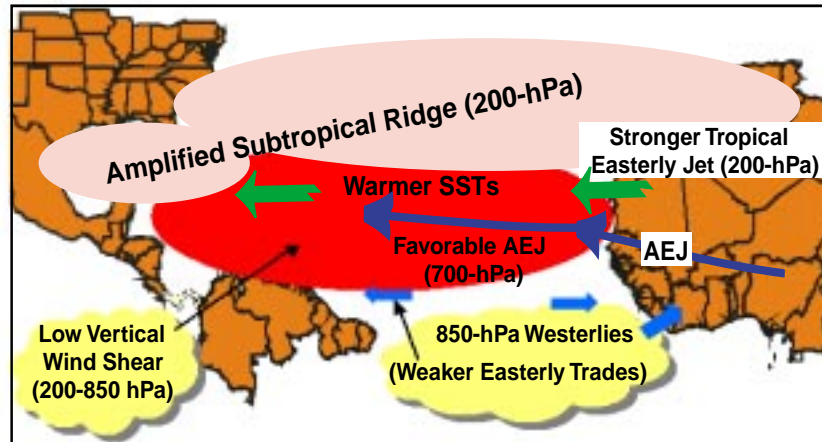 Amplified Subtropical Ridge (200-hPa)
Stronger Tropical
Easterly Jet (200-hPa)
Warmer SSTs
Favorable AEJ
(700-hPa)
AEJ
Low Vertical
Wind Shear
(200-850 hPa)
850-hPa Westerlies
(Weaker Easterly Trades)